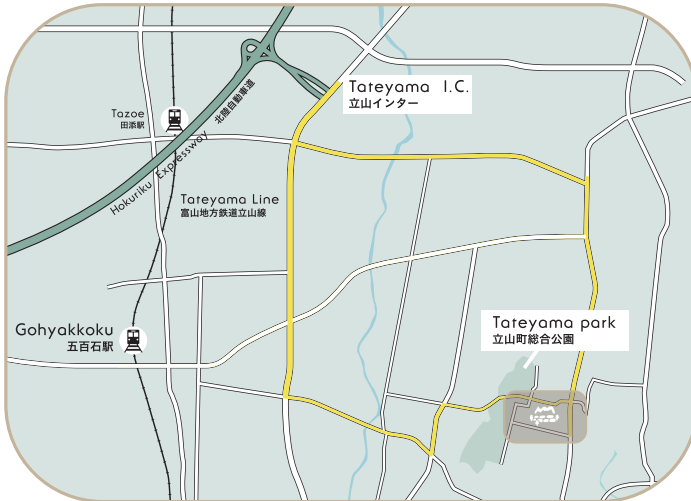 Tateyama I.C.
立山インター
Tazoe
田添駅
北陸自動車道
Hokuriku Expressway
Tateyama Line
富山地方鉄道立山線
Gohyakkoku
五百石駅
Tateyama park
立山町総合公園